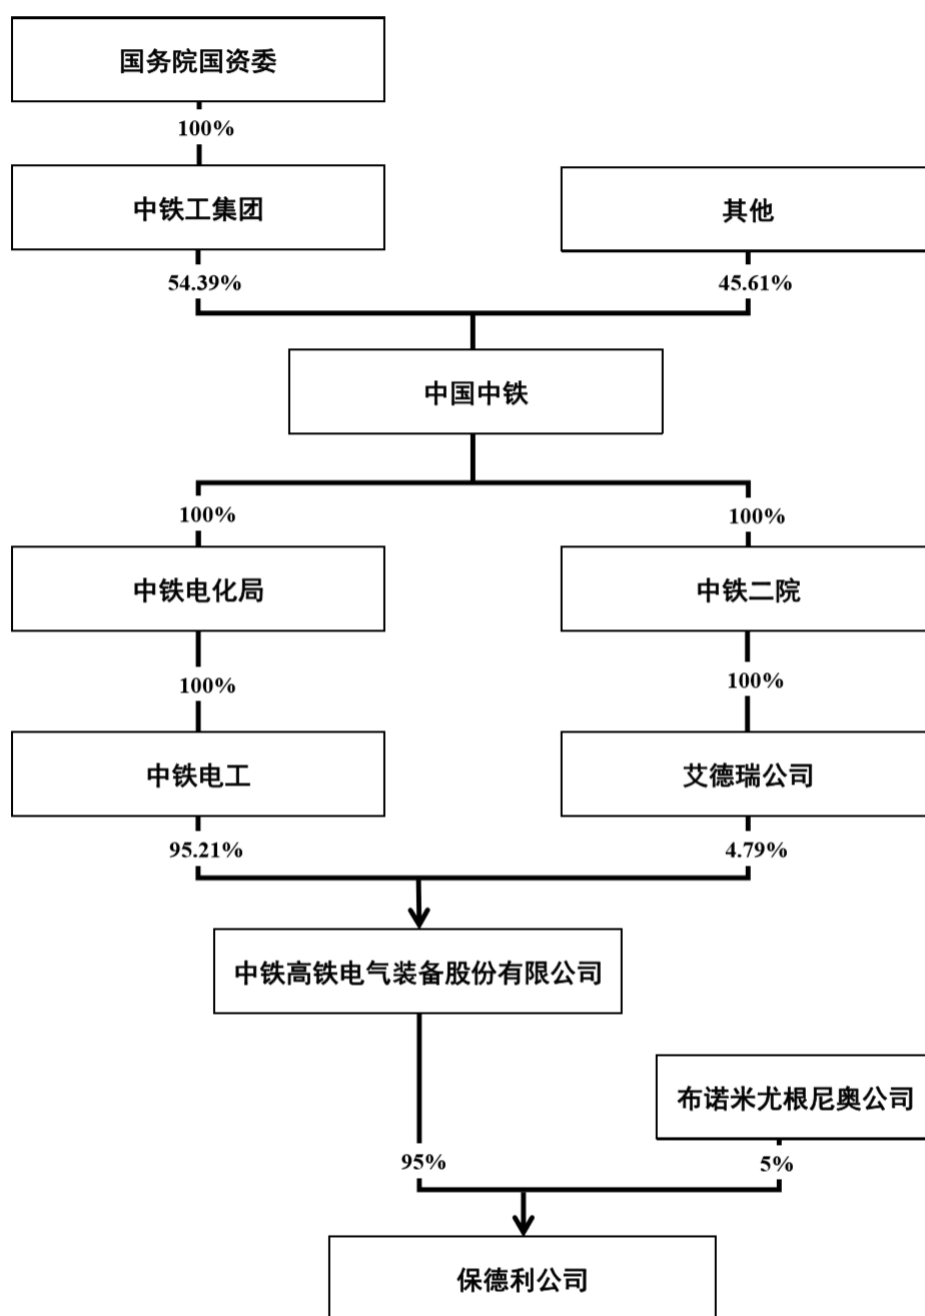 国务院国资委
100%
中铁工集团
其他
54.39%
45.61%
中国中铁
100%
100%
中铁电化局
中铁二院
100%
100%
中铁电工
艾德瑞公司
95.21%
4.79%
中铁高铁电气装备股份有限公司
布诺米尤根尼奥公司
95%
5%
保德利公司